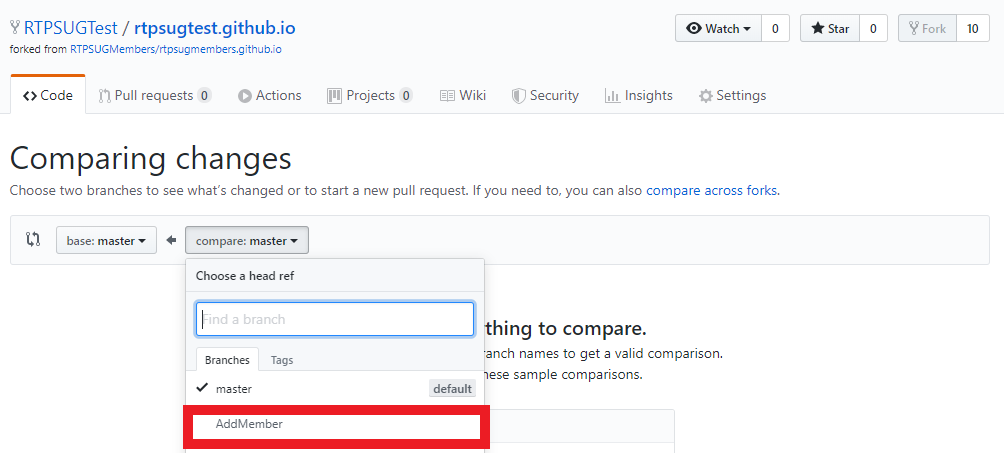 RTPSUGTest / rtpsugtest.github.io
Watch 0 Star 0 Fork 10
forked from RTPSUGMembers/rtpsugmembers.github.io
Code Pull requests 0 Actions Projects 0 Wiki Security Insights Settings
Comparing changes
Choose two branches to see what's changed or to start a new pull request. If you need to, you can also compare across forks.
base: master compare: master
Choose a head ref
Find a branch
thing to compare.
Branches Tags
ranch names to get a valid comparison.
hese sample comparisons.
master default
AddMember